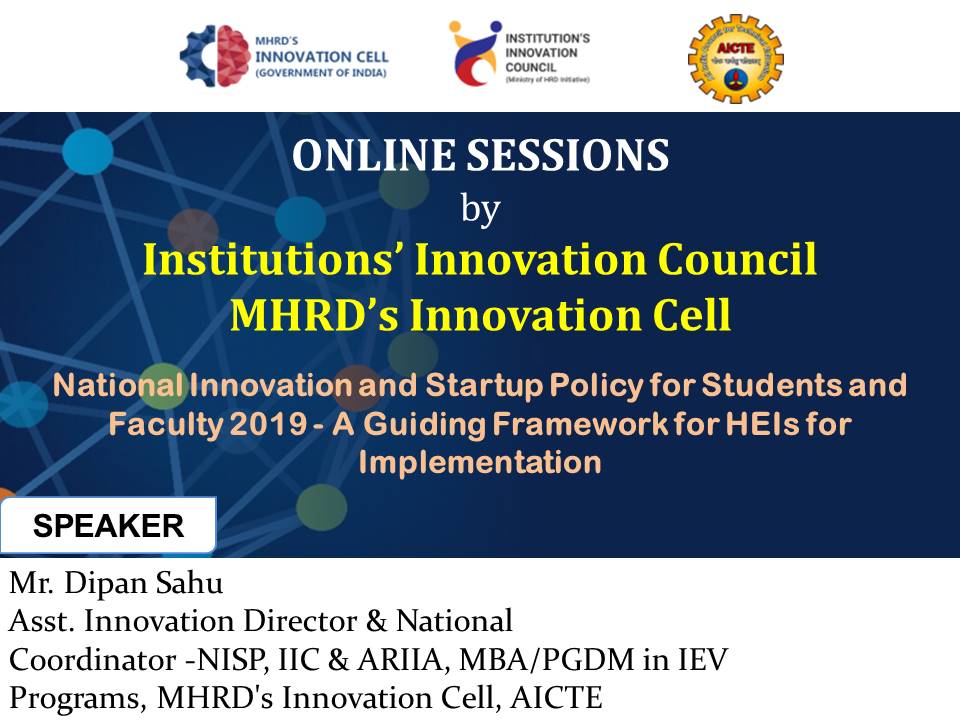 MHRD'S
INNOVATION CELL
(GOVERNMENT OF INDIA)
INSTITUTION'S
INNOVATION
COUNCIL
(Ministry of HRD Initiative)
AICTE
ONLINE SESSIONS
by
Institutions’ Innovation Council
MHRD’s Innovation Cell
National Innovation and Startup Policy for Students and
Faculty 2019 - A Guiding Framework for HEIs for
Implementation
SPEAKER
Mr. Dipan Sahu
Asst. Innovation Director & National
Coordinator -NISP, IIC & ARIIA, MBA/PGDM in IEV
Programs, MHRD's Innovation Cell, AICTE